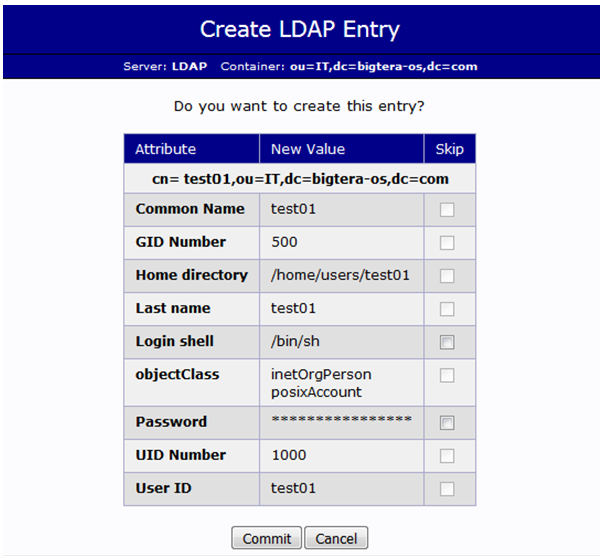 Create LDAP Entry
Server: LDAP Container: ou=IT,dc=bigtera-os,dc=com
Do you want to create this entry?
Attribute New Value Skip
cn= test01,ou=IT,dc=bigtera-os,dc=com
Common Name test01
GID Number 500
Home directory /home/users/test01
Last name test01
Login shell /bin/sh
objectClass inetOrgPerson
posixAccount
Password ****************
UID Number 1000
User ID test01
Commit Cancel